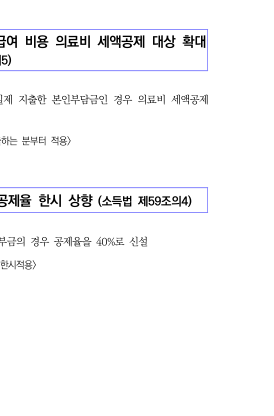 급여 비용 의료비 세액공제 대상 확대
5)
실제 지출한 본인부담금인 경우 의료비 세액공제
하는 분부터 적용>
공제율 한시 상향 (소득법 제59조의4)
부금의 경우 공제율을 40%로 신설
한시적용>